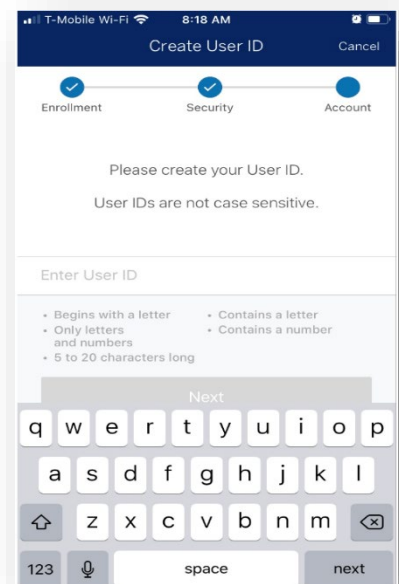 T-Mobile Wi-Fi 8:18 AM
Create User ID Cancel
Enrollment Security Account
Please create your User ID.
User IDs are not case sensitive.
Enter User ID
• Begins with a letter
• Only letters
and numbers
• 5 to 20 characters long
• Contains a letter
• Contains a number
Next
q w e r t y u i o p
a s d f g h j k l
z x c v b n m
123 space next